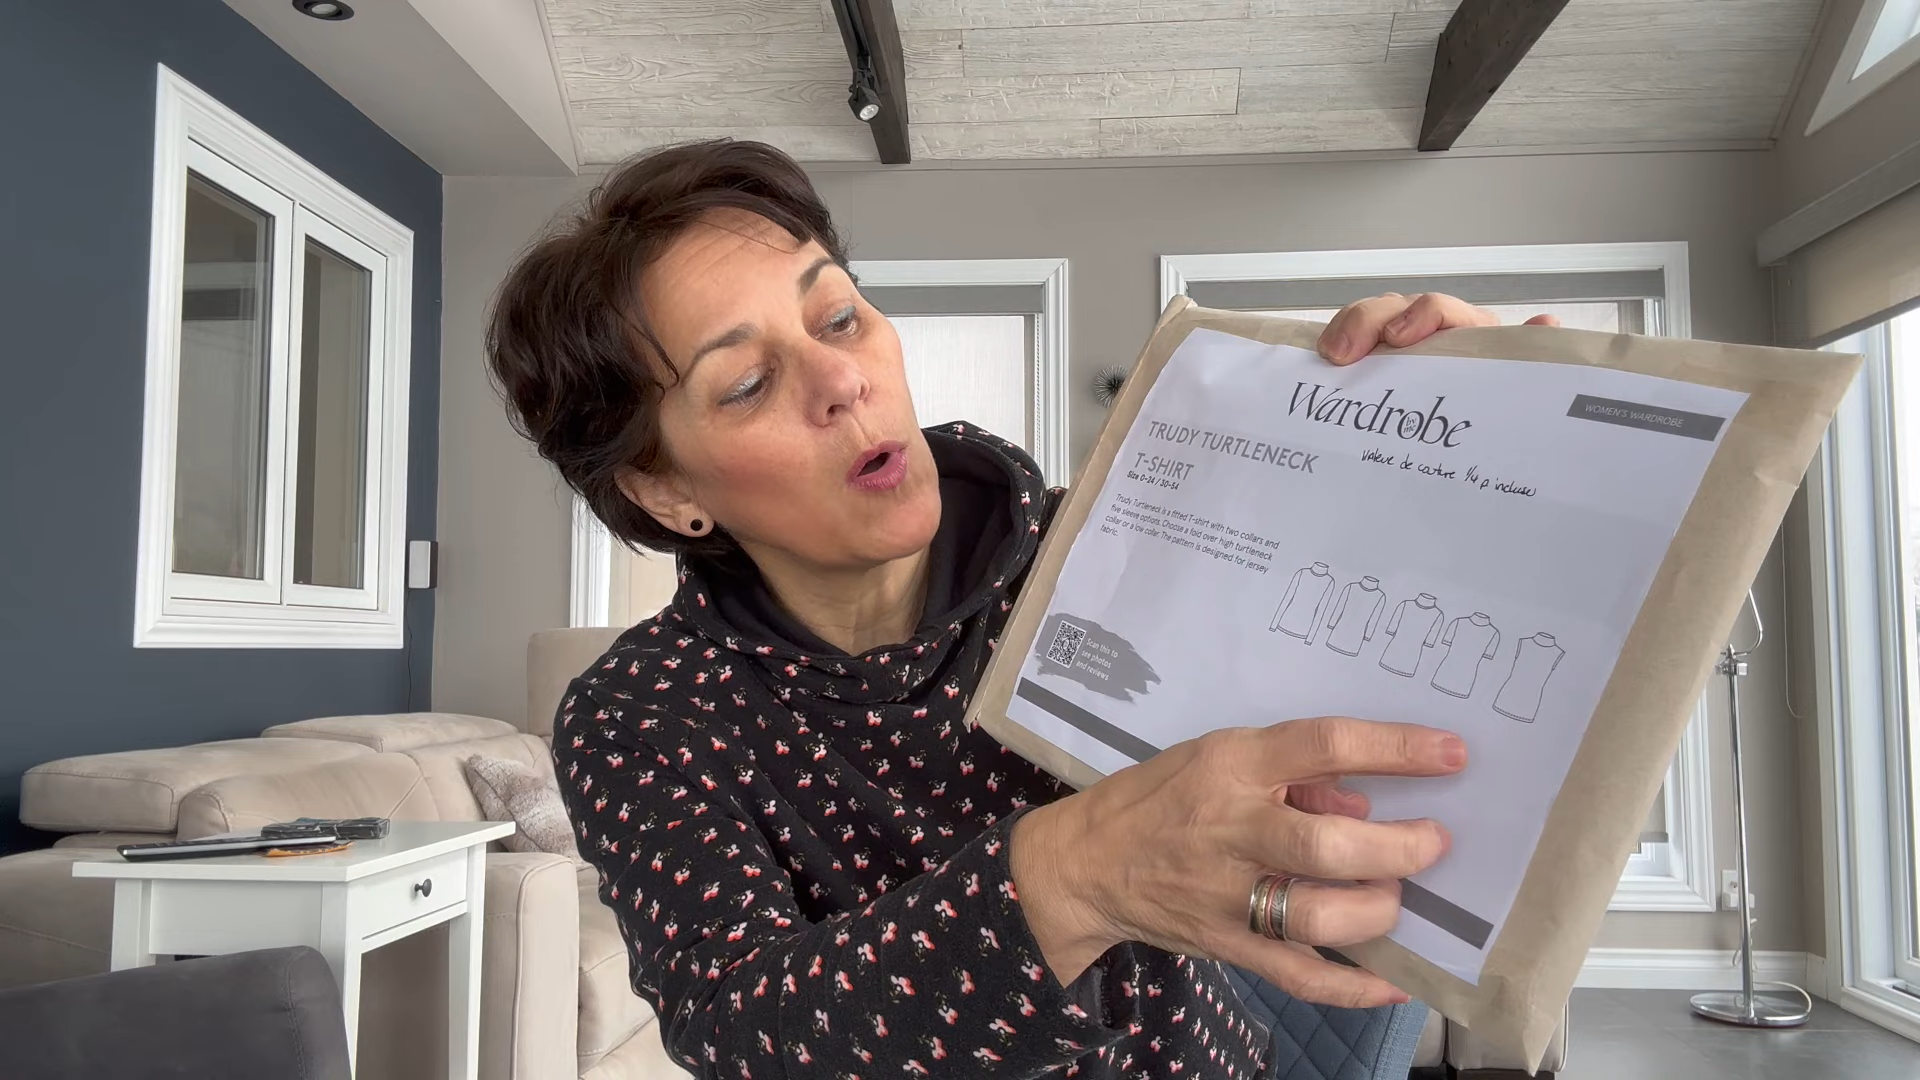 Wardrobe
by
me
WOMEN'S WARDROBE
TRUDY TURTLENECK
T-SHIRT
Size 0-24 / 30-54
Valeur de couture 1/4 p incluse
Trudy Turtleneck is a fitted T-shirt with two collars and
five sleeve options. Choose a fold over high turtleneck
collar or a low collar. The pattern is designed for jersey
fabric.
Scan this to
see photos
and reviews